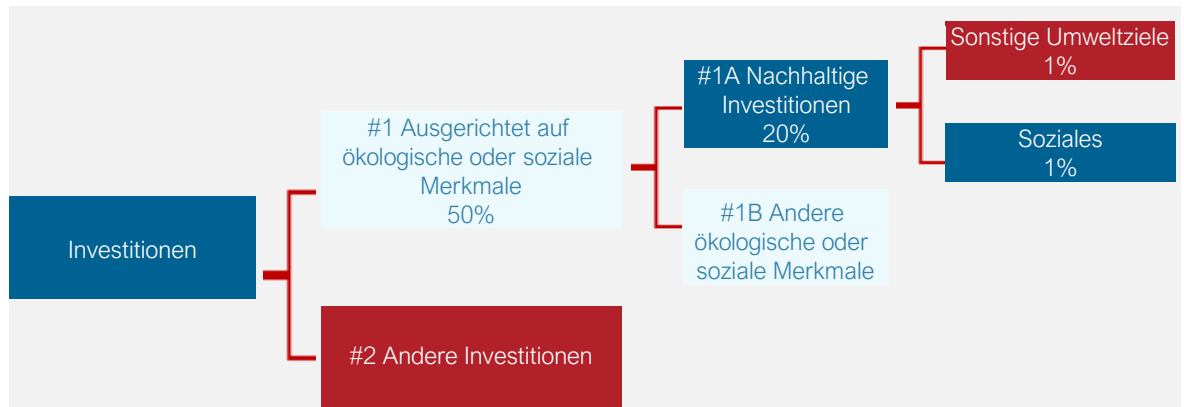 Investitionen
#1 Ausgerichtet auf
ökologische oder soziale
Merkmale
50%
#2 Andere Investitionen
#1A Nachhaltige
Investitionen
20%
#1B Andere
ökologische oder
soziale Merkmale
Sonstige Umweltziele
1%
Soziales
1%